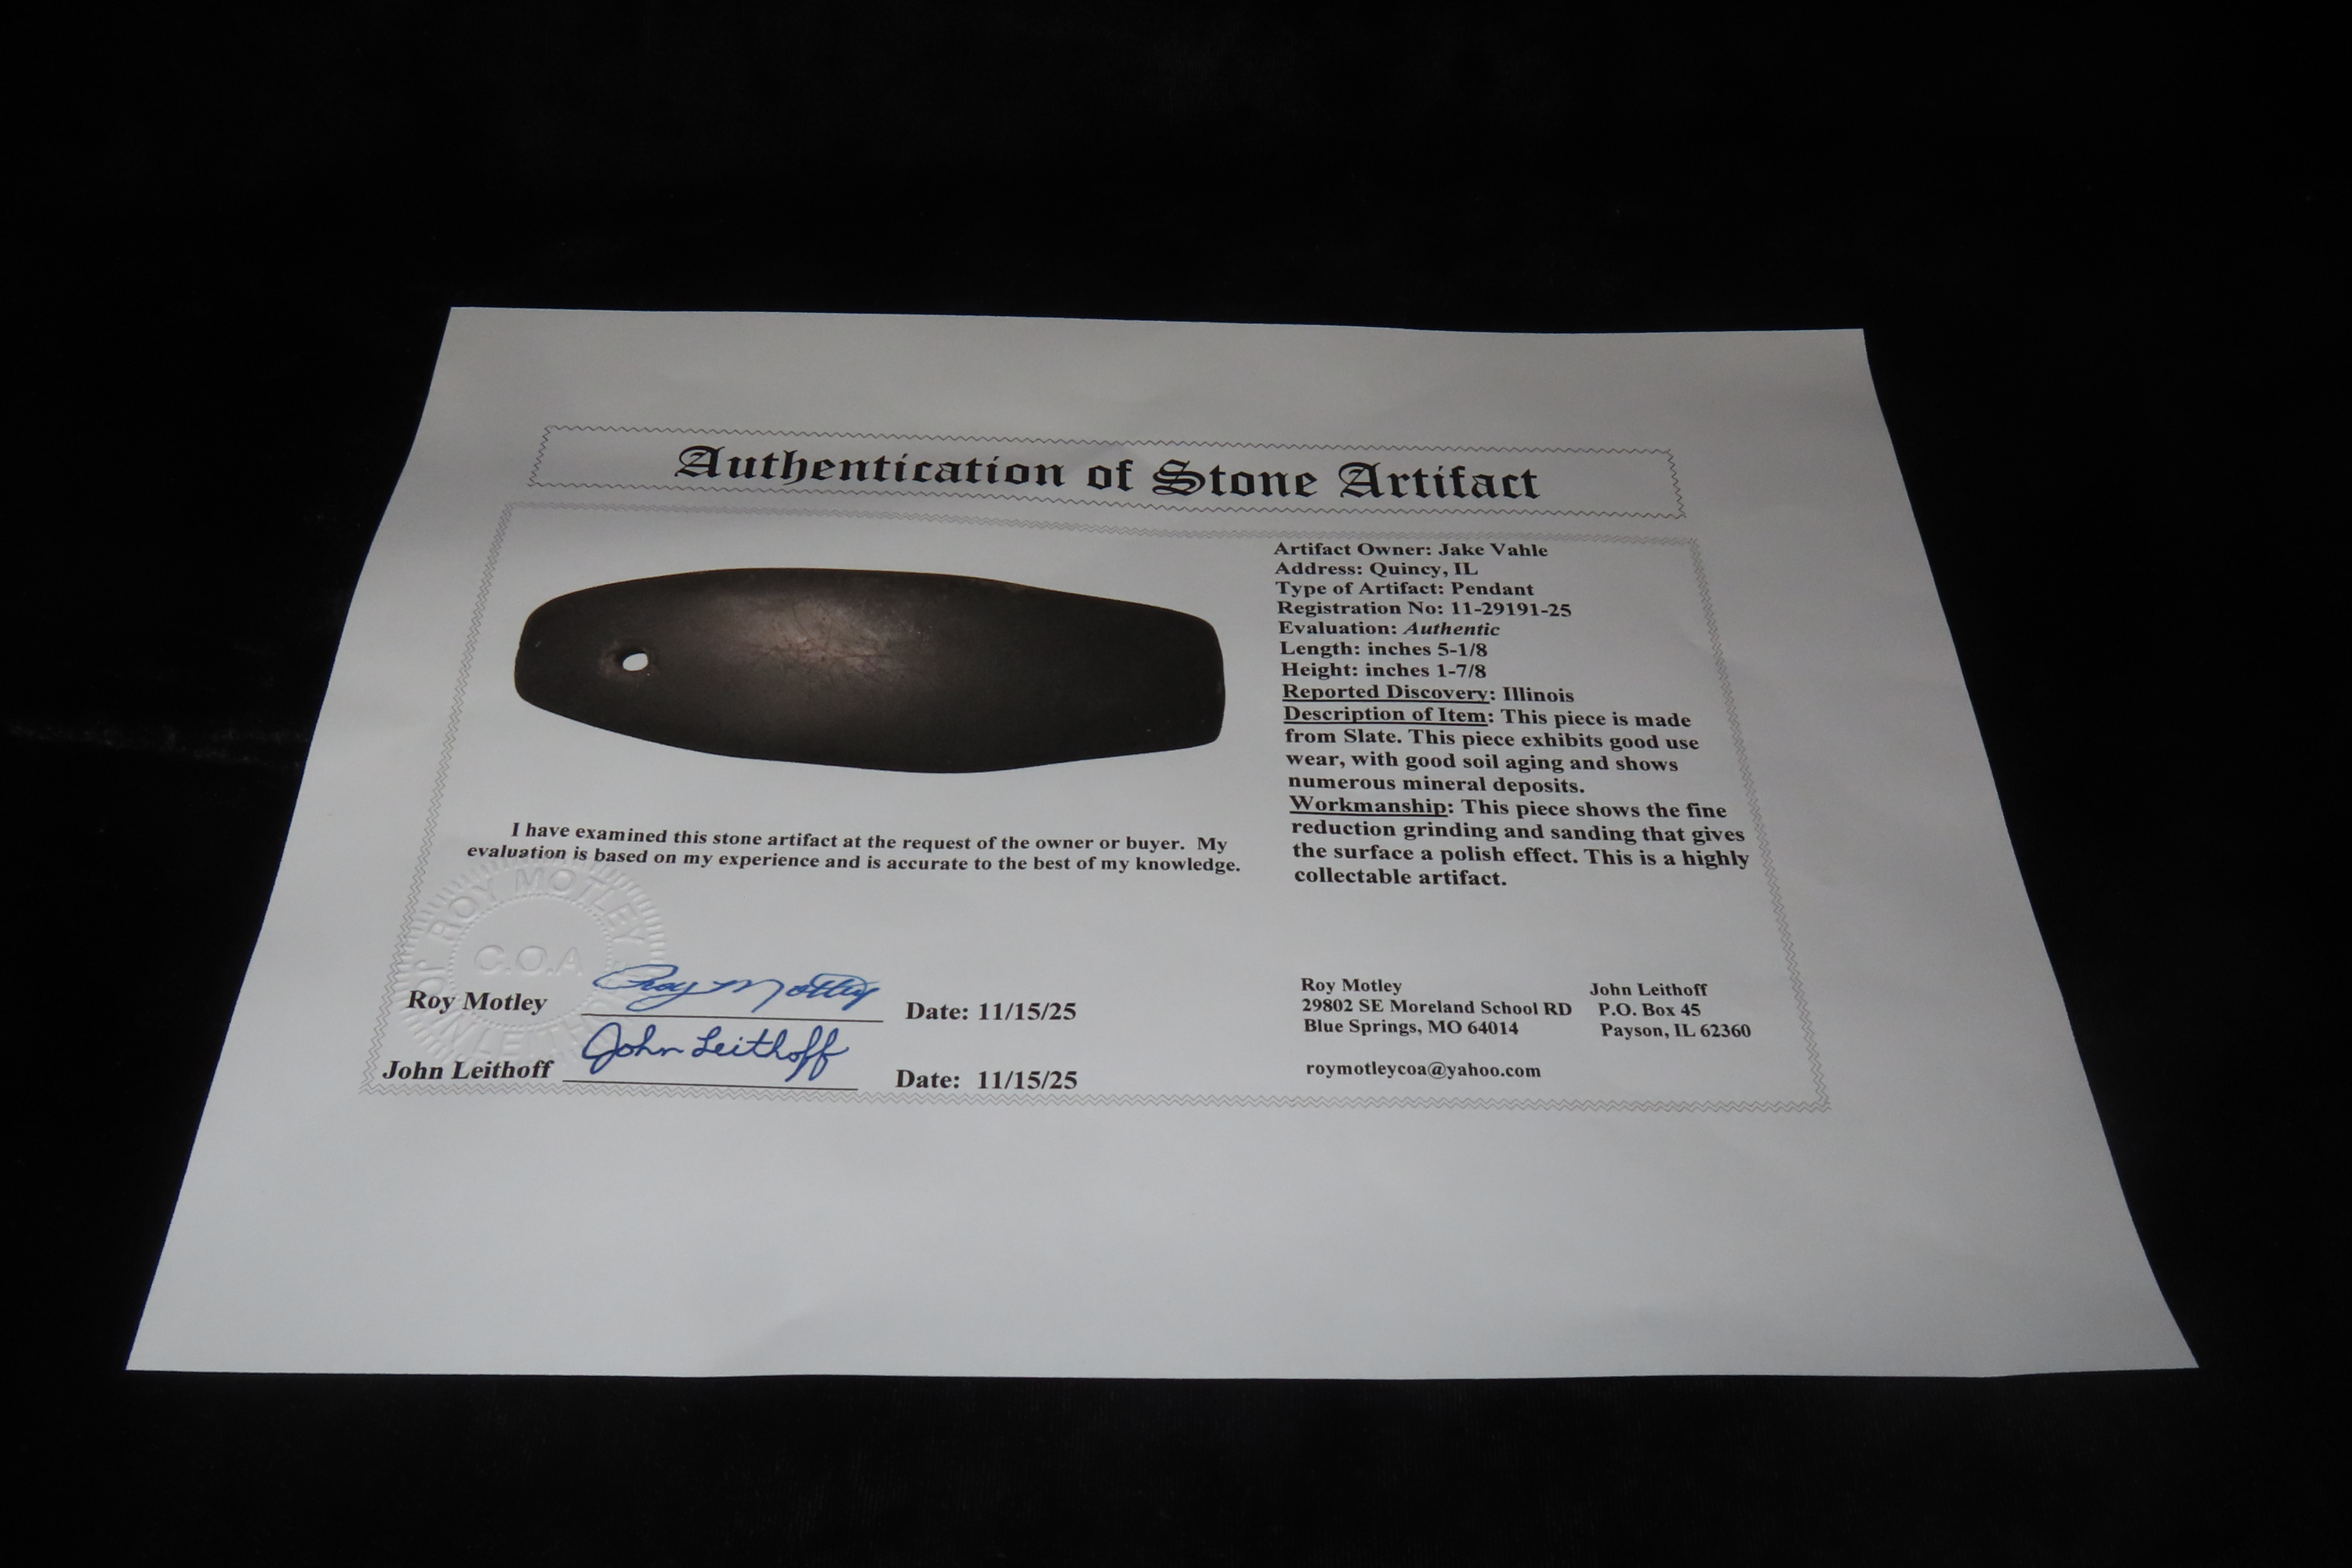 Authentication of Stone Artifact
Artifact Owner: Jake Vahle
Address: Quincy, IL
Type of Artifact: Pendant
Registration No: 11-29191-25
Evaluation: Authentic
Length: inches 5-1/8
Height: inches 1-7/8
Reported Discovery: Illinois
Description of Item: This piece is made
from Slate. This piece exhibits good use
wear, with good soil aging and shows
numerous mineral deposits.
Workmanship: This piece shows the fine
reduction grinding and sanding that gives
the surface a polish effect. This is a highly
collectable artifact.
I have examined this stone artifact at the request of the owner or buyer. My
evaluation is based on my experience and is accurate to the best of my knowledge.
ROY MOTLEY
C.O.A
Roy Motley Roy Motley Date: 11/15/25
John Leithoff John Leithoff Date: 11/15/25
Roy Motley
29802 SE Moreland School RD
Blue Springs, MO 64014
roymotleycoa@yahoo.com
John Leithoff
P.O. Box 45
Payson, IL 62360